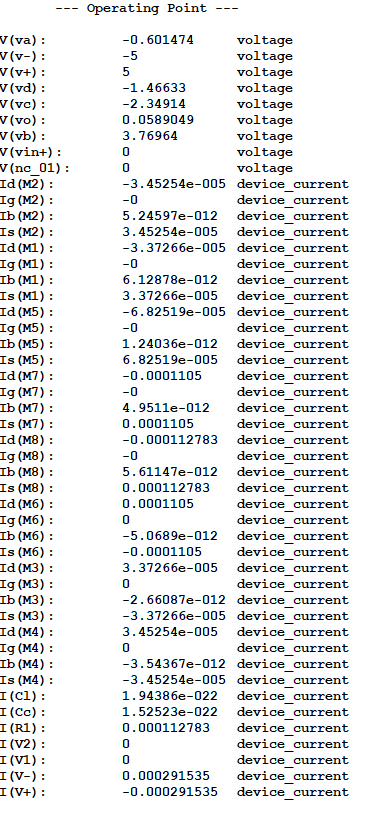 --- Operating Point ---
V(va): -0.601474 voltage
V(v-): -5 voltage
V(v+): 5 voltage
V(vd): -1.46633 voltage
V(vc): -2.34914 voltage
V(vo): 0.0589049 voltage
V(vb): 3.76964 voltage
V(vin+): 0 voltage
V(nc_01): 0 voltage
Id(M2): -3.45254e-005 device_current
Ig(M2): -0 device_current
Ib(M2): 5.24597e-012 device_current
Is(M2): 3.45254e-005 device_current
Id(M1): -3.37266e-005 device_current
Ig(M1): -0 device_current
Ib(M1): 6.12878e-012 device_current
Is(M1): 3.37266e-005 device_current
Id(M5): -6.82519e-005 device_current
Ig(M5): -0 device_current
Ib(M5): 1.24036e-012 device_current
Is(M5): 6.82519e-005 device_current
Id(M7): -0.0001105 device_current
Ig(M7): -0 device_current
Ib(M7): 4.9511e-012 device_current
Is(M7): 0.0001105 device_current
Id(M8): -0.000112783 device_current
Ig(M8): -0 device_current
Ib(M8): 5.61147e-012 device_current
Is(M8): 0.000112783 device_current
Id(M6): 0.0001105 device_current
Ig(M6): 0 device_current
Ib(M6): -5.0689e-012 device_current
Is(M6): -0.0001105 device_current
Id(M3): 3.37266e-005 device_current
Ig(M3): 0 device_current
Ib(M3): -2.66087e-012 device_current
Is(M3): -3.37266e-005 device_current
Id(M4): 3.45254e-005 device_current
Ig(M4): 0 device_current
Ib(M4): -3.54367e-012 device_current
Is(M4): -3.45254e-005 device_current
I(Cl): 1.94386e-022 device_current
I(Cc): 1.52523e-022 device_current
I(R1): 0.000112783 device_current
I(V2): 0 device_current
I(V1): 0 device_current
I(V-): 0.000291535 device_current
I(V+): -0.000291535 device_current